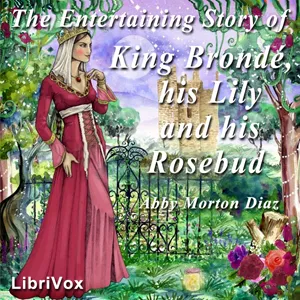 The Entertaining Story of
King Bronde,
his Lily
and his
Rosebud
Abby Morton Diaz
LibriVox